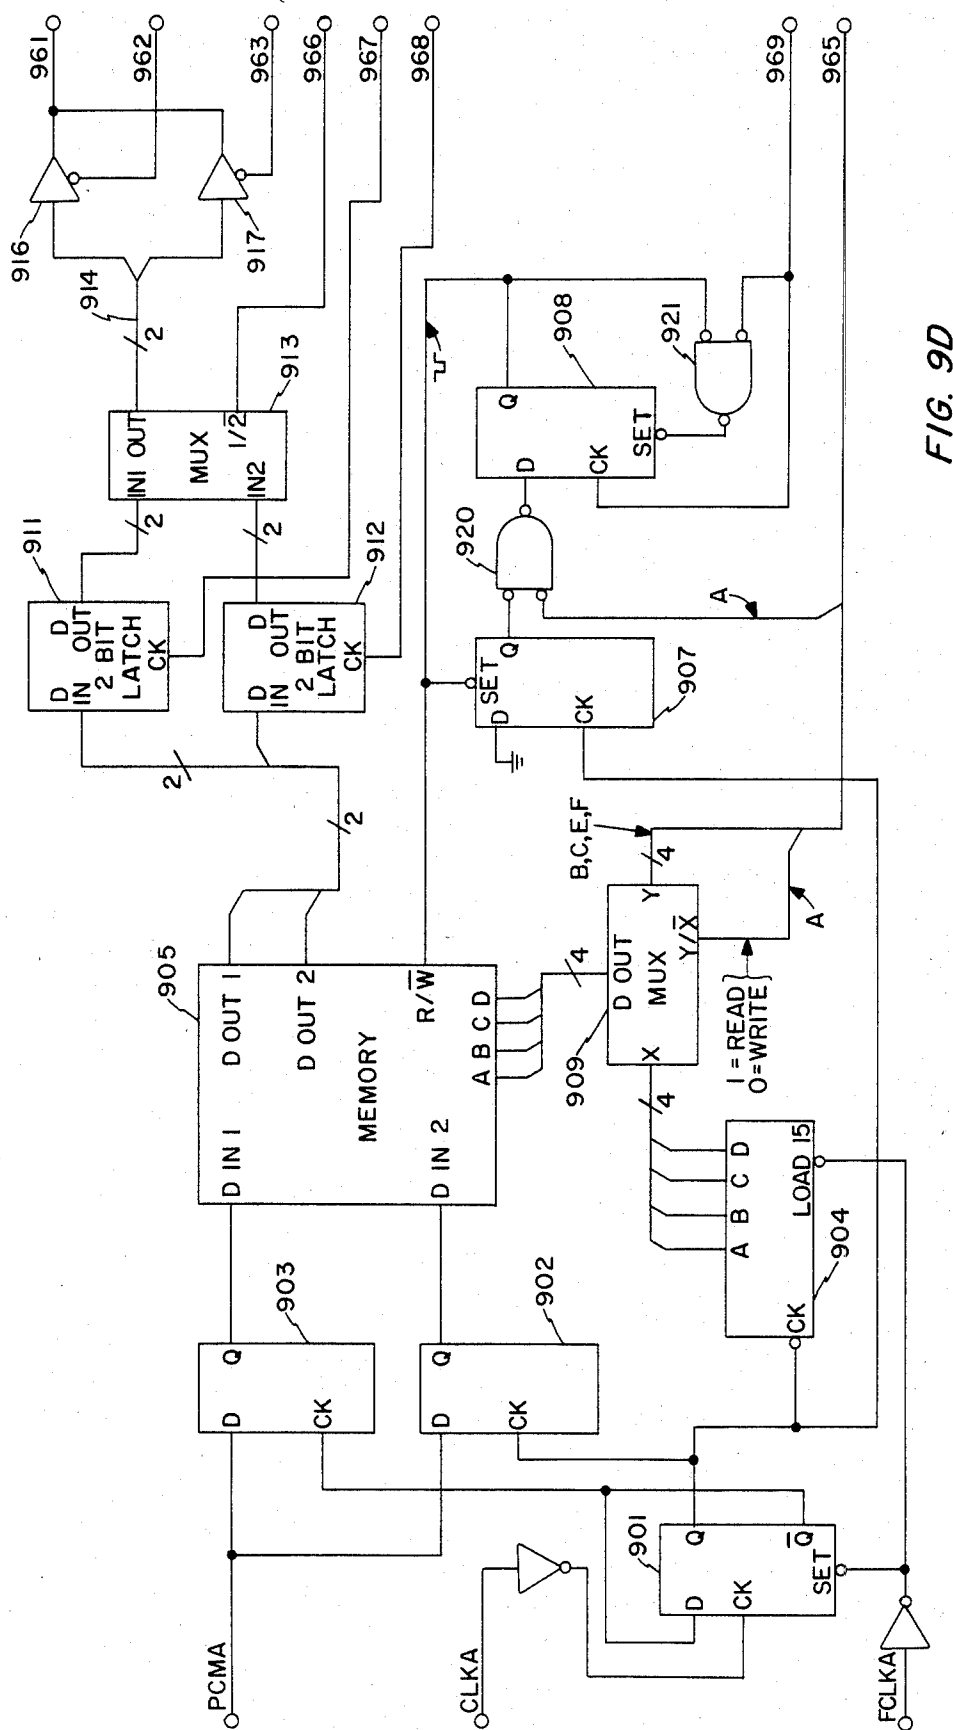 PCMA
CLKA
FCLKA
903
D Q
CK
902
D Q
CK
901
D Q
CK Q̅
SET
905
D IN 1 D OUT 1
D OUT 2
MEMORY
D IN 2 R/W̅
A B C D
4
904
A B C D
CK LOAD 15
4
909
X D OUT Y
MUX
Y/X̅
1 = READ
0=WRITE
A
B,C,E,F
4
2
2
911
D IN D OUT
2 BIT
LATCH
CK
912
D IN D OUT
2 BIT
LATCH
CK
2
2
913
IN1 OUT
MUX
IN2 1̅/2
2
914
916
917
907
D SET Q
CK
920
A
908
D Q
CK
SET
921
961
962
963
966
967
968
969
965
FIG. 9D